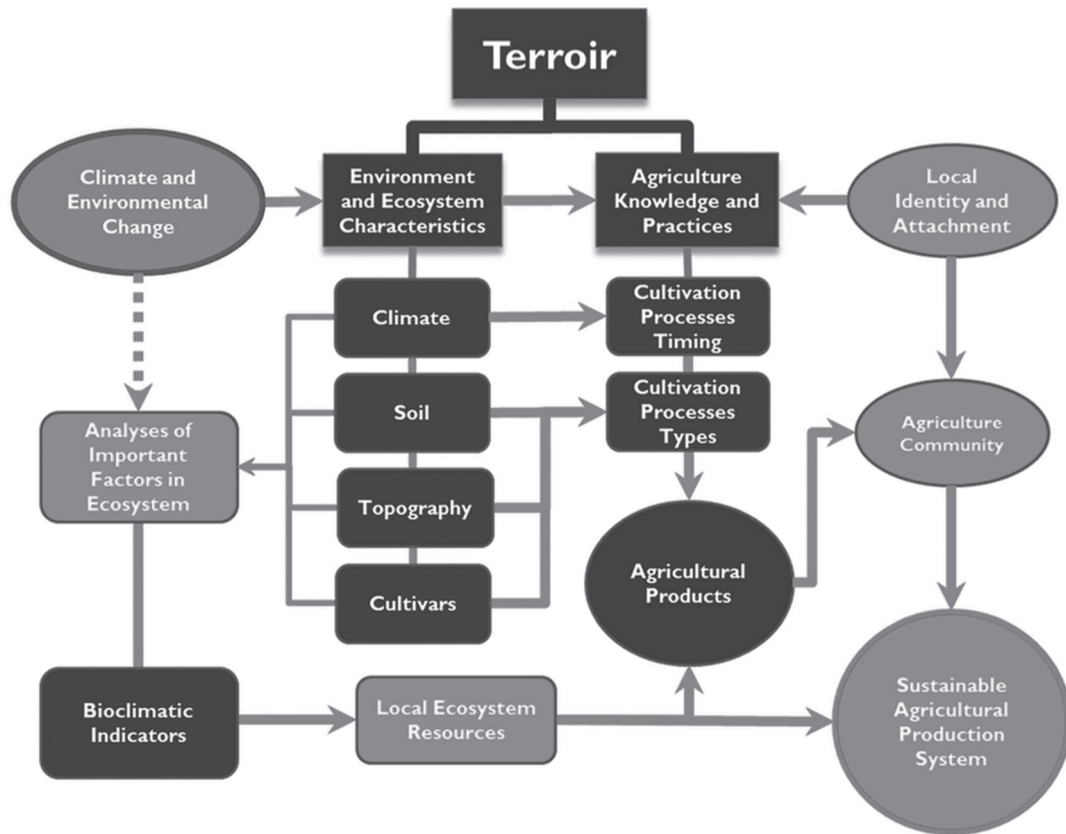 Terroir
Climate and
Environmental
Change
Environment
and Ecosystem
Characteristics
Agriculture
Knowledge and
Practices
Local
Identity and
Attachment
Climate
Cultivation
Processes
Timing
Soil
Cultivation
Processes
Types
Analyses of
Important
Factors in
Ecosystem
Agriculture
Community
Topography
Agricultural
Products
Cultivars
Bioclimatic
Indicators
Local Ecosystem
Resources
Sustainable
Agricultural
Production
System